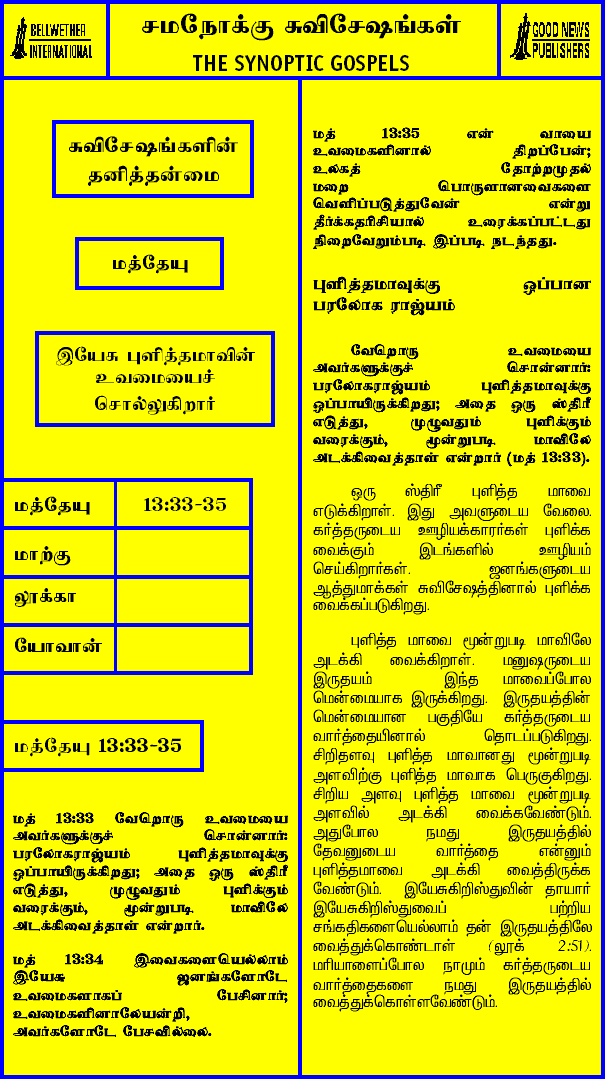 BELLWETHER
INTERNATIONAL
சமநோக்கு சுவிசேஷங்கள்
THE SYNOPTIC GOSPELS
GOOD NEWS
PUBLISHERS
சுவிசேஷங்களின்
தனித்தன்மை
மத்தேயு
இயேசு புளித்தமாவின்
உவமையைச்
சொல்லுகிறார்
மத்தேயு 13:33-35
மாற்கு
லூக்கா
யோவான்
மத்தேயு 13:33-35
மத் 13:33 வேறொரு உவமையை
அவர்களுக்குச் சொன்னார்:
பரலோகராஜ்யம் புளித்தமாவுக்கு
ஒப்பாயிருக்கிறது; அதை ஒரு ஸ்திரீ
எடுத்து, முழுவதும் புளிக்கும்
வரைக்கும், மூன்றுபடி மாவிலே
அடக்கிவைத்தாள் என்றார்.
மத் 13:34 இவைகளையெல்லாம்
இயேசு ஜனங்களோடே
உவமைகளாகப் பேசினார்;
உவமைகளினாலேயன்றி,
அவர்களோடே பேசவில்லை.
மத் 13:35 என் வாயை
உவமைகளினால் திறப்பேன்;
உலகத் தோற்றமுதல்
மறை பொருளானவைகளை
வெளிப்படுத்துவேன் என்று
தீர்க்கதரிசியால் உரைக்கப்பட்டது
நிறைவேறும்படி இப்படி நடந்தது.
புளித்தமாவுக்கு ஒப்பான
பரலோக ராஜ்யம்
வேறொரு உவமையை
அவர்களுக்குச் சொன்னார்:
பரலோகராஜ்யம் புளித்தமாவுக்கு
ஒப்பாயிருக்கிறது; அதை ஒரு ஸ்திரீ
எடுத்து, முழுவதும் புளிக்கும்
வரைக்கும், மூன்றுபடி மாவிலே
அடக்கிவைத்தாள் என்றார் (மத் 13:33).
ஒரு ஸ்திரீ புளித்த மாவை
எடுக்கிறாள். இது அவளுடைய வேலை.
கர்த்தருடைய ஊழியக்காரர்கள் புளிக்க
வைக்கும் இடங்களில் ஊழியம்
செய்கிறார்கள். ஜனங்களுடைய
ஆத்துமாக்கள் சுவிசேஷத்தினால் புளிக்க
வைக்கப்படுகிறது.
புளித்த மாவை மூன்றுபடி மாவிலே
அடக்கி வைக்கிறாள். மனுஷருடைய
இருதயம் இந்த மாவைப்போல
மென்மையாக இருக்கிறது. இருதயத்தின்
மென்மையான பகுதியே கர்த்தருடைய
வார்த்தையினால் தொடப்படுகிறது.
சிறிதளவு புளித்த மாவானது மூன்றுபடி
அளவிற்கு புளித்த மாவாக பெருகுகிறது.
சிறிய அளவு புளித்த மாவை மூன்றுபடி
அளவில் அடக்கி வைக்கவேண்டும்.
அதுபோல நமது இருதயத்தில்
தேவனுடைய வார்த்தை என்னும்
புளித்தமாவை அடக்கி வைத்திருக்க
வேண்டும். இயேசுகிறிஸ்துவின் தாயார்
இயேசுகிறிஸ்துவைப் பற்றிய
சங்கதிகளையெல்லாம் தன் இருதயத்திலே
வைத்துக்கொண்டாள் (லூக் 2:51).
மரியாளைப்போல நாமும் கர்த்தருடைய
வார்த்தைகளை நமது இருதயத்தில்
வைத்துக்கொள்ளவேண்டும்.